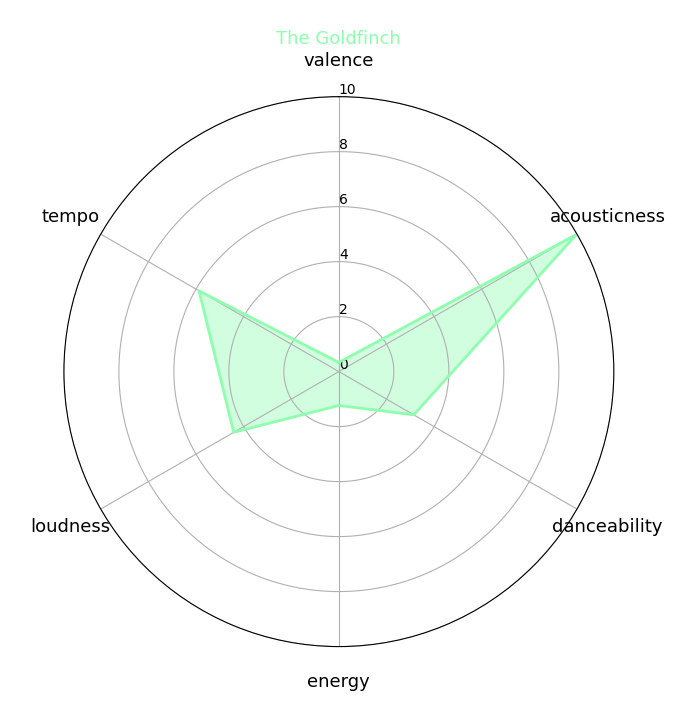 The Goldfinch
valence
10
8
tempo
acousticness
6
4
2
0
loudness
danceability
energy